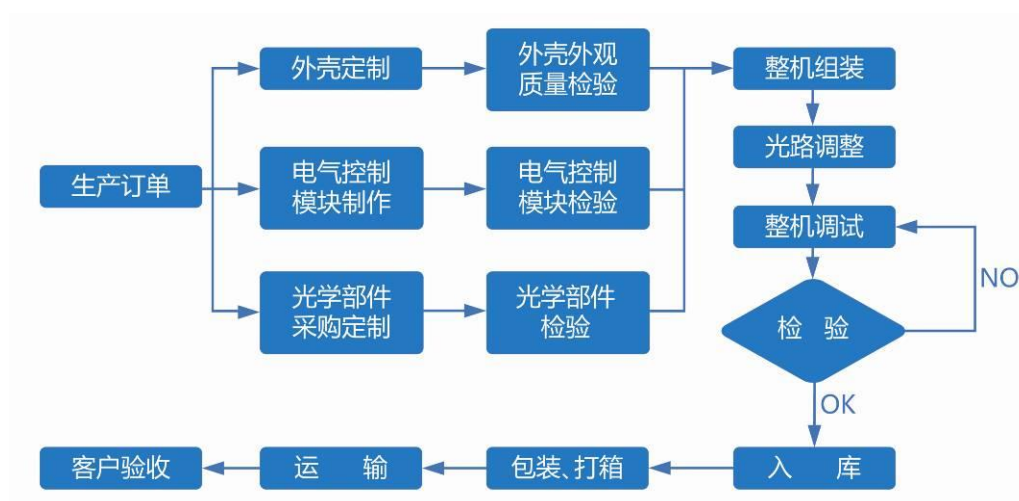 生产订单
外壳定制
外壳外观
质量检验
电气控制
模块制作
电气控制
模块检验
光学部件
采购定制
光学部件
检验
整机组装
光路调整
整机调试
NO
检 验
OK
入 库
包装、打箱
运 输
客户验收